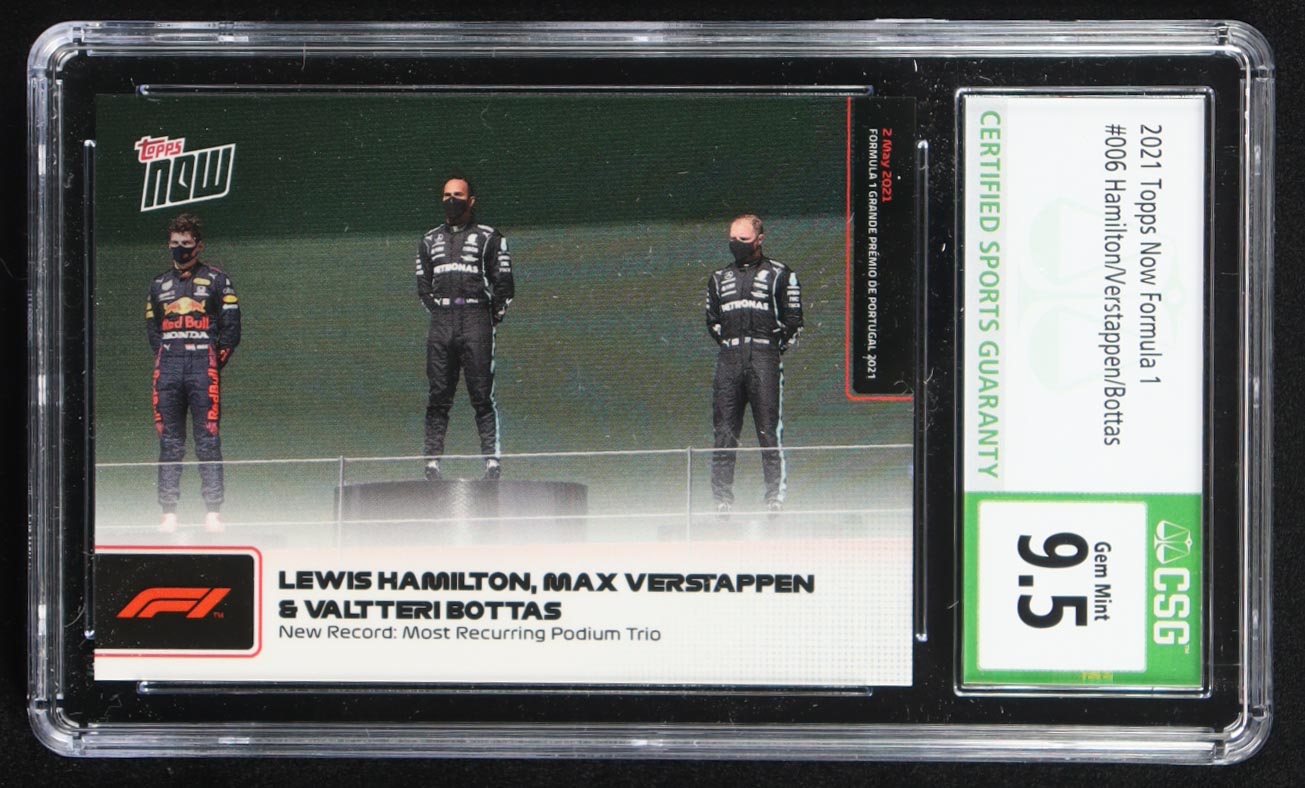 topps
NOW
2 May 2021
FORMULA 1 GRANDE PRÉMIO DE PORTUGAL 2021
PETRONAS
PETRONAS
Red Bull
HONDA
F1
TM
LEWIS HAMILTON, MAX VERSTAPPEN
& VALTTERI BOTTAS
New Record: Most Recurring Podium Trio
2021 Topps Now Formula 1
#006 Hamilton/Verstappen/Bottas
CERTIFIED SPORTS GUARANTY
CSG
Gem Mint
9.5